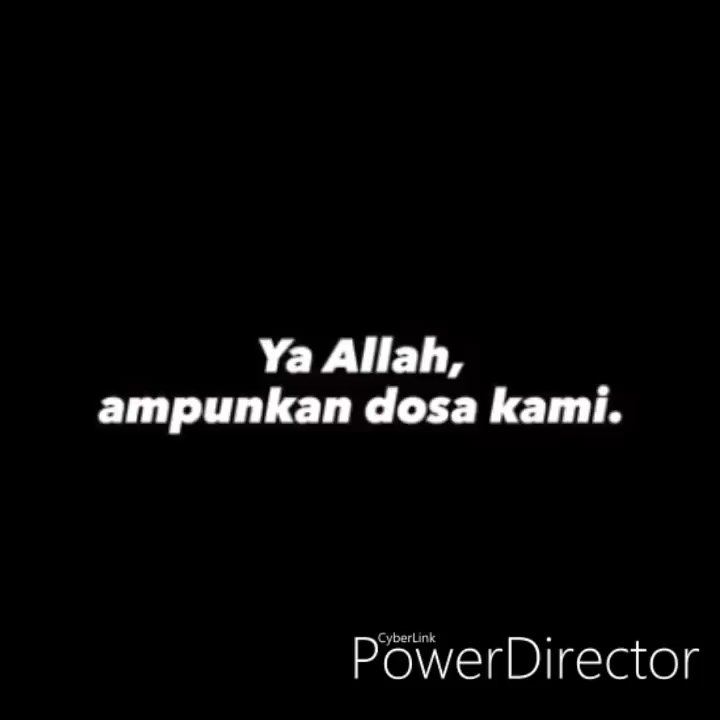 Ya Allah,
ampunkan dosa kami.
CyberLink
PowerDirector